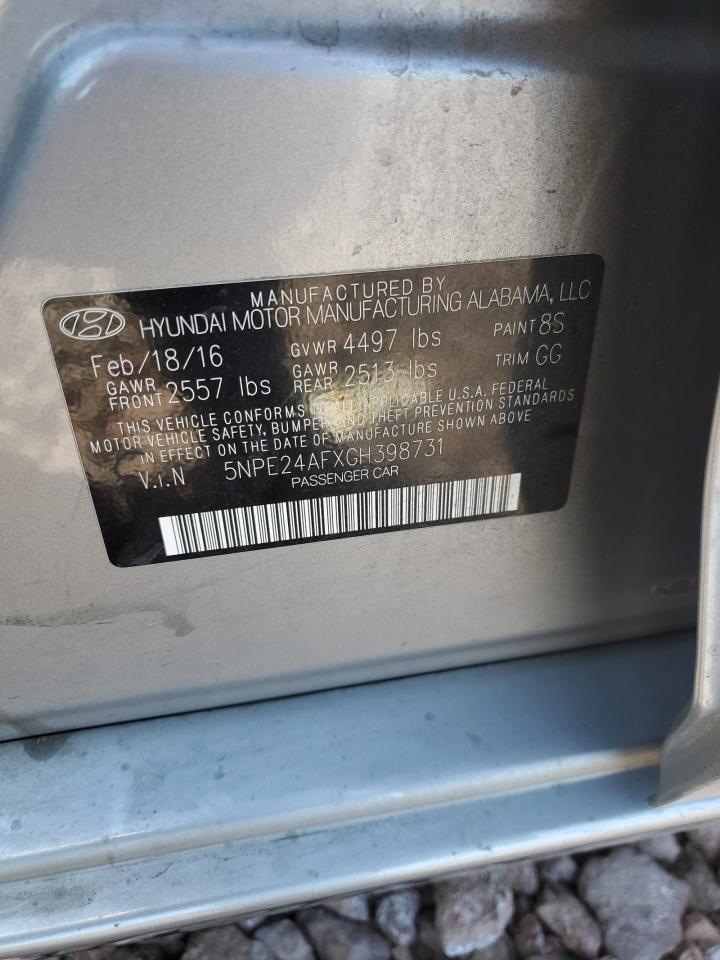 MANUFACTURED BY
HYUNDAI MOTOR MANUFACTURING ALABAMA, LLC
Feb/18/16 GVWR 4497 lbs PAINT 8S
GAWR FRONT 2557 lbs GAWR REAR 2513 lbs TRIM GG
THIS VEHICLE CONFORMS TO ALL APPLICABLE U.S.A. FEDERAL
MOTOR VEHICLE SAFETY, BUMPER, AND THEFT PREVENTION STANDARDS
IN EFFECT ON THE DATE OF MANUFACTURE SHOWN ABOVE
V.i.N 5NPE24AFXGH398731
PASSENGER CAR